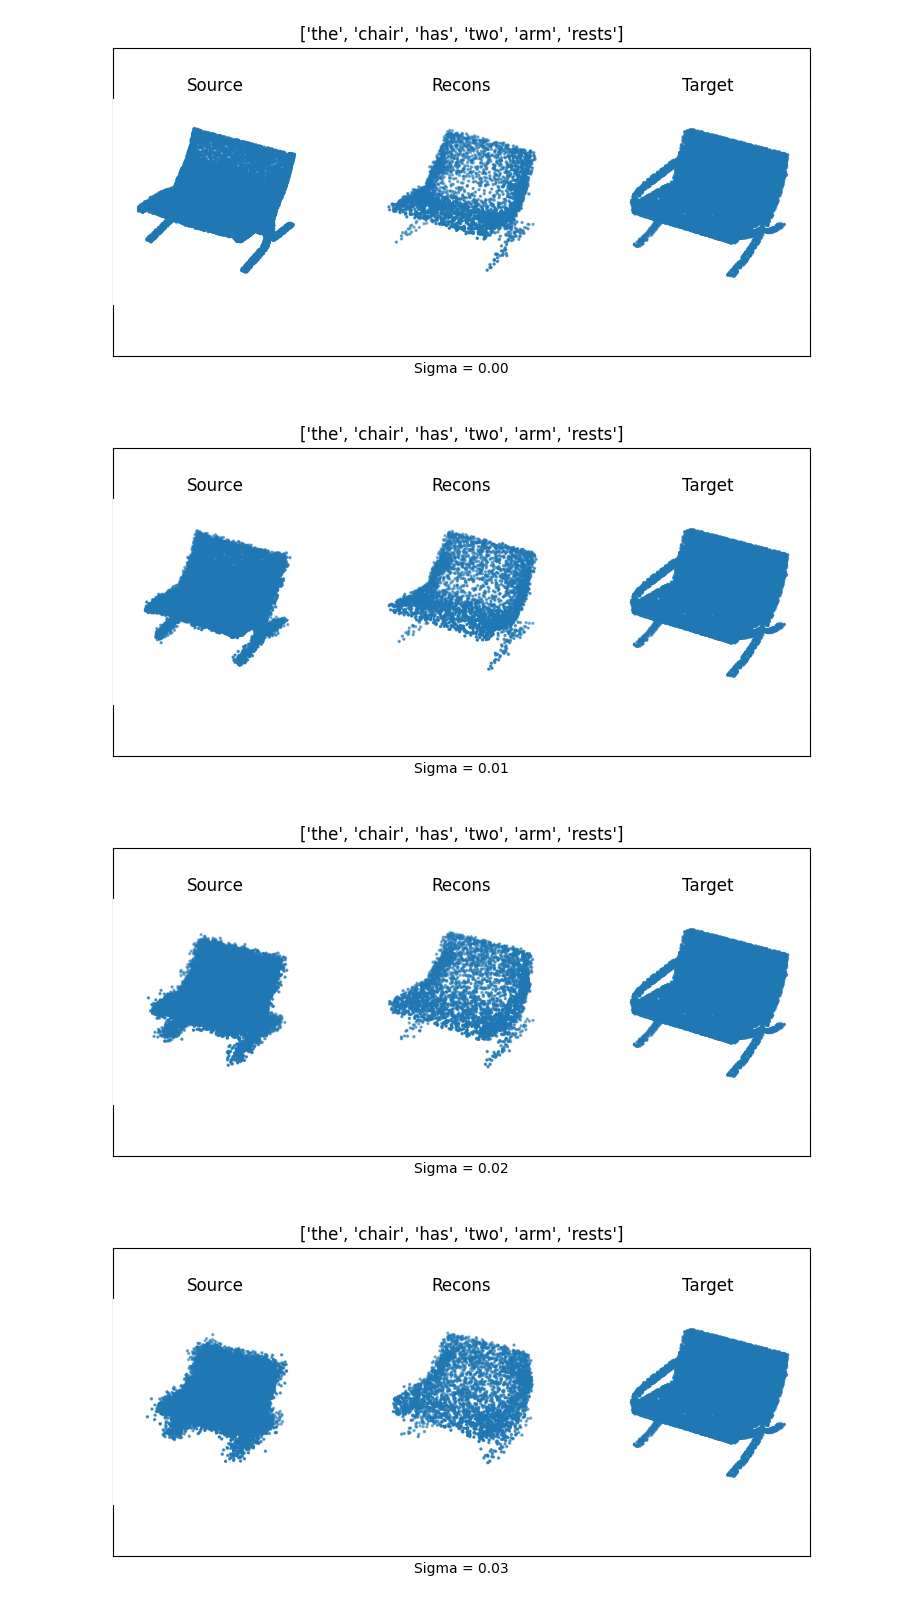 ['the', 'chair', 'has', 'two', 'arm', 'rests']
Source Recons Target
Sigma = 0.00
['the', 'chair', 'has', 'two', 'arm', 'rests']
Source Recons Target
Sigma = 0.01
['the', 'chair', 'has', 'two', 'arm', 'rests']
Source Recons Target
Sigma = 0.02
['the', 'chair', 'has', 'two', 'arm', 'rests']
Source Recons Target
Sigma = 0.03